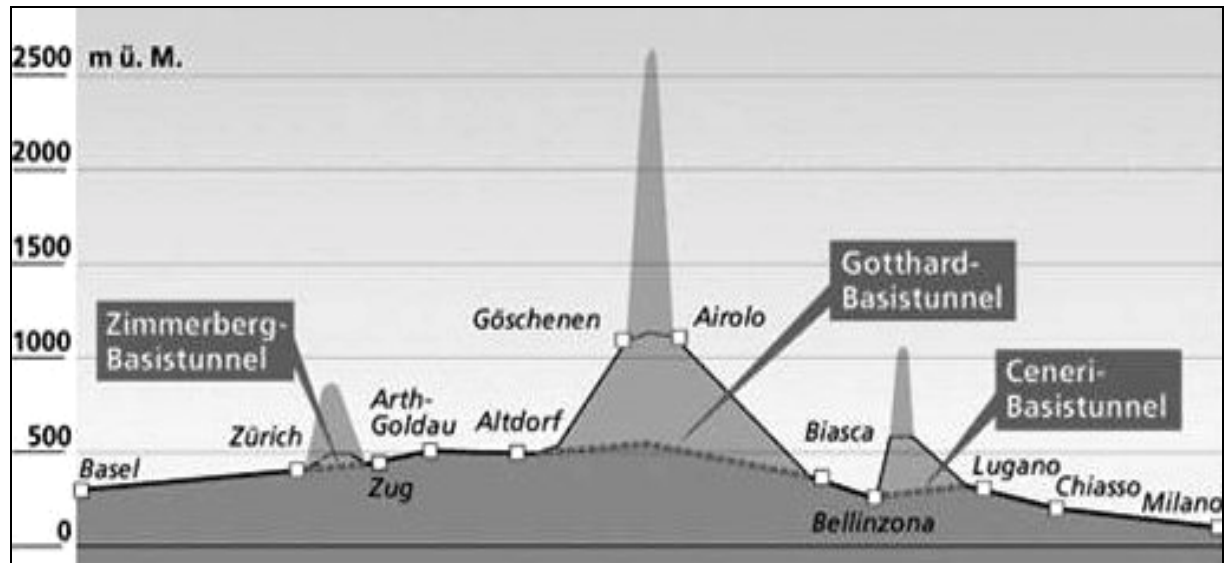 2500 m ü. M.
2000
1500
1000
500
0
Zimmerberg-
Basistunnel
Gotthard-
Basistunnel
Ceneri-
Basistunnel
Basel
Zürich
Zug
Arth-
Goldau
Altdorf
Göschenen
Airolo
Biasca
Bellinzona
Lugano
Chiasso
Milano